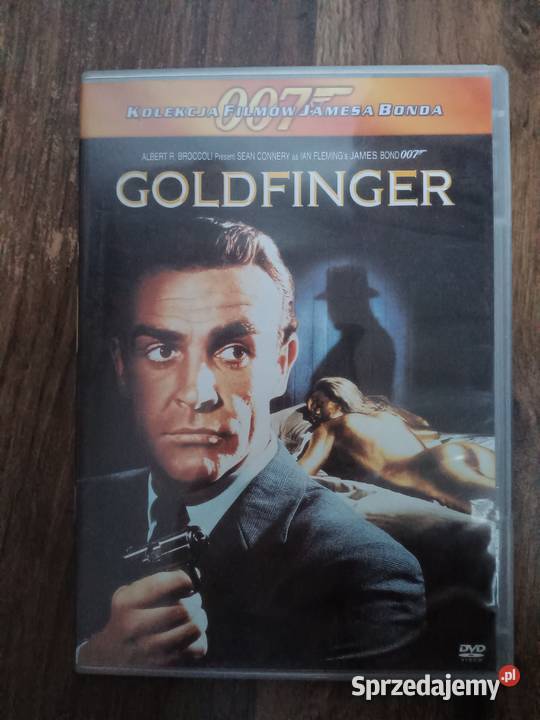 007
KOLEKCJA FILMÓW JAMESA BONDA
ALBERT R. BROCCOLI Present SEAN CONNERY as IAN FLEMING's JAMES BOND 007
GOLDFINGER
DVD
VIDEO
Sprzedajemy.pl